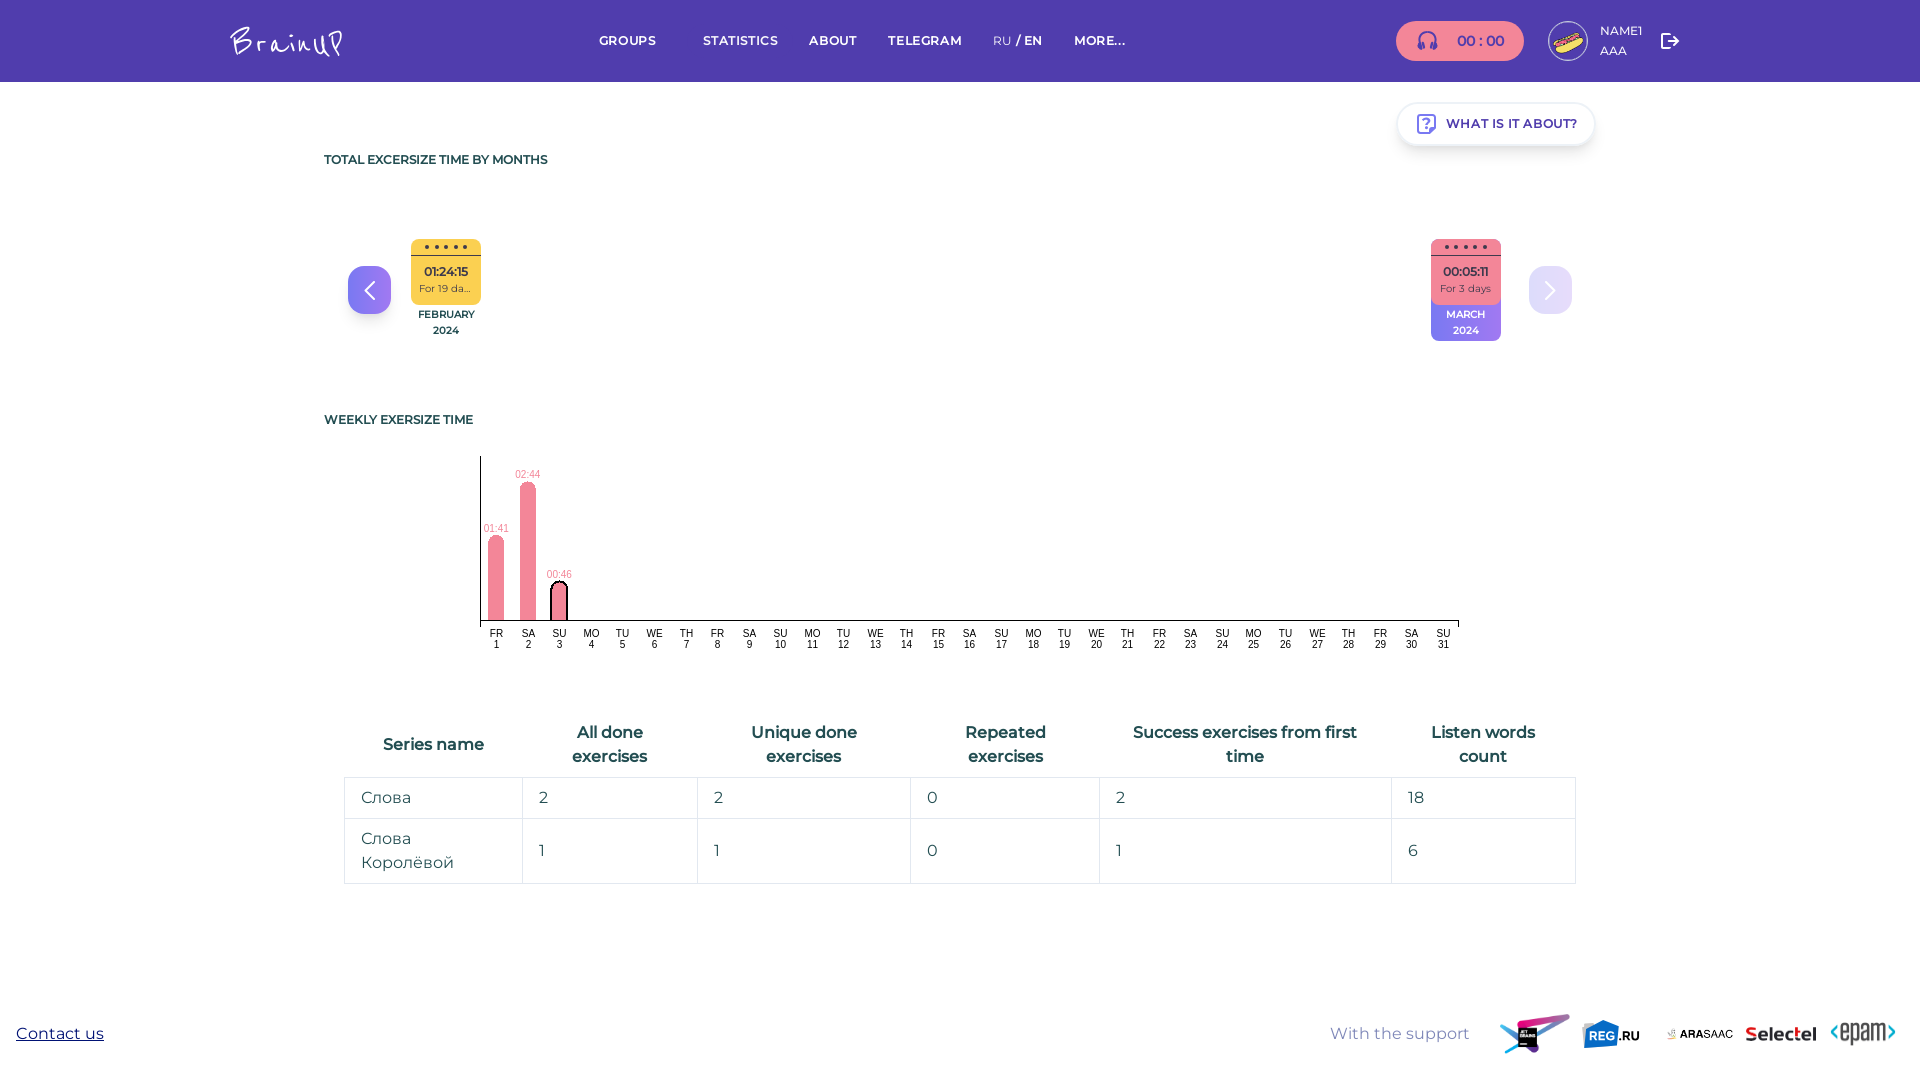 BrainUP
GROUPS STATISTICS ABOUT TELEGRAM RU / EN MORE...
00 : 00
NAME1
AAA
WHAT IS IT ABOUT?
TOTAL EXCERSIZE TIME BY MONTHS
01:24:15
For 19 da...
FEBRUARY
2024
00:05:11
For 3 days
MARCH
2024
WEEKLY EXERSIZE TIME
02:44
01:41
00:46
FR SA SU MO TU WE TH FR SA SU MO TU WE TH FR SA SU MO TU WE TH FR SA SU MO TU WE TH FR SA SU
1 2 3 4 5 6 7 8 9 10 11 12 13 14 15 16 17 18 19 20 21 22 23 24 25 26 27 28 29 30 31
Series name
All done
exercises
Unique done
exercises
Repeated
exercises
Success exercises from first
time
Listen words
count
Слова 2 2 0 2 18
Слова
Королёвой
1 1 0 1 6
Contact us
With the support
JET
BRAINS
REG.RU
ARASAAC
Selectel
<epam>